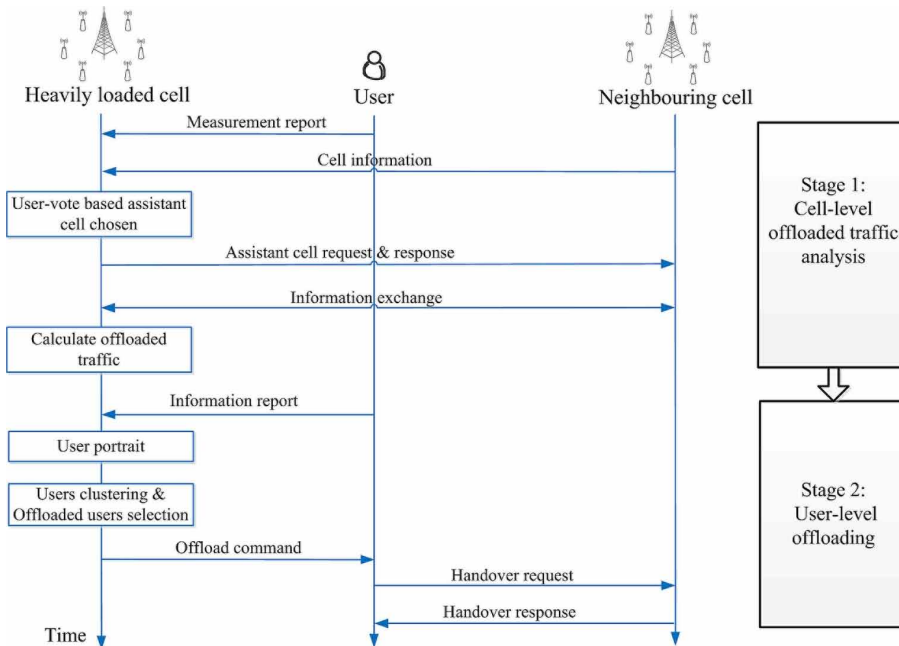 Heavily loaded cell
User
Neighbouring cell
Measurement report
Cell information
User-vote based assistant
cell chosen
Assistant cell request & response
Information exchange
Calculate offloaded
traffic
Information report
User portrait
Users clustering &
Offloaded users selection
Offload command
Handover request
Handover response
Time
Stage 1:
Cell-level
offloaded traffic
analysis
Stage 2:
User-level
offloading